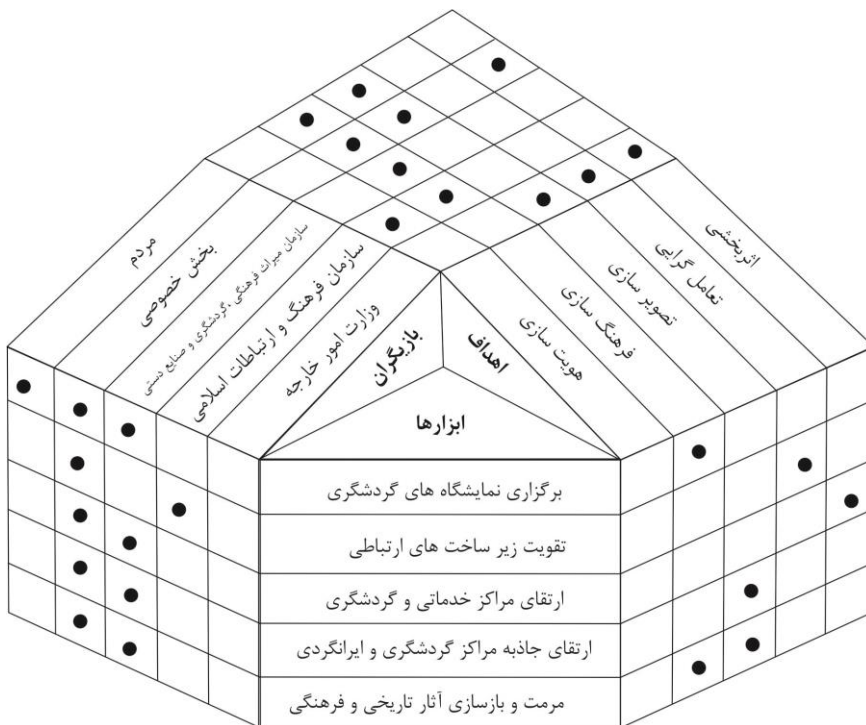 مردم
بخش خصوصی
سازمان میراث فرهنگی، گردشگری و صنایع دستی
سازمان فرهنگ و ارتباطات اسلامی
وزارت امور خارجه
بازیگران
اهداف
ابزارها
هویت سازی
فرهنگ سازی
تصویر سازی
تعامل گرایی
اثربخشی
برگزاری نمایشگاه های گردشگری
تقویت زیر ساخت های ارتباطی
ارتقای مراکز خدماتی و گردشگری
ارتقای جاذبه مراکز گردشگری و ایرانگردی
مرمت و بازسازی آثار تاریخی و فرهنگی